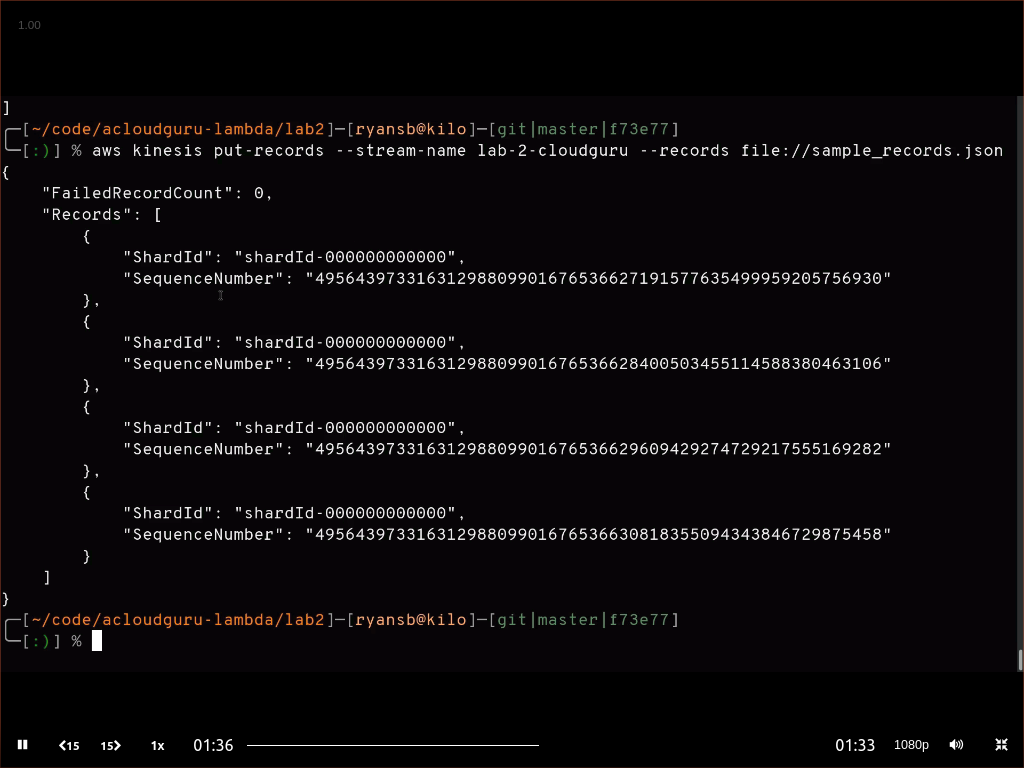 1.00
]
╭─[~/code/acloudguru-lambda/lab2]─[ryansb@kilo]─[git|master|f73e77]
╰─[:)] % aws kinesis put-records --stream-name lab-2-cloudguru --records file://sample_records.json
{
    "FailedRecordCount": 0,
    "Records": [
        {
            "ShardId": "shardId-000000000000",
            "SequenceNumber": "49564397331631298809901676536627191577635499959205756930"
        },
        {
            "ShardId": "shardId-000000000000",
            "SequenceNumber": "49564397331631298809901676536628400503455114588380463106"
        },
        {
            "ShardId": "shardId-000000000000",
            "SequenceNumber": "49564397331631298809901676536629609429274729217555169282"
        },
        {
            "ShardId": "shardId-000000000000",
            "SequenceNumber": "49564397331631298809901676536630818355094343846729875458"
        }
    ]
}
╭─[~/code/acloudguru-lambda/lab2]─[ryansb@kilo]─[git|master|f73e77]
╰─[:)] %
15 15 1x 01:36 01:33 1080p